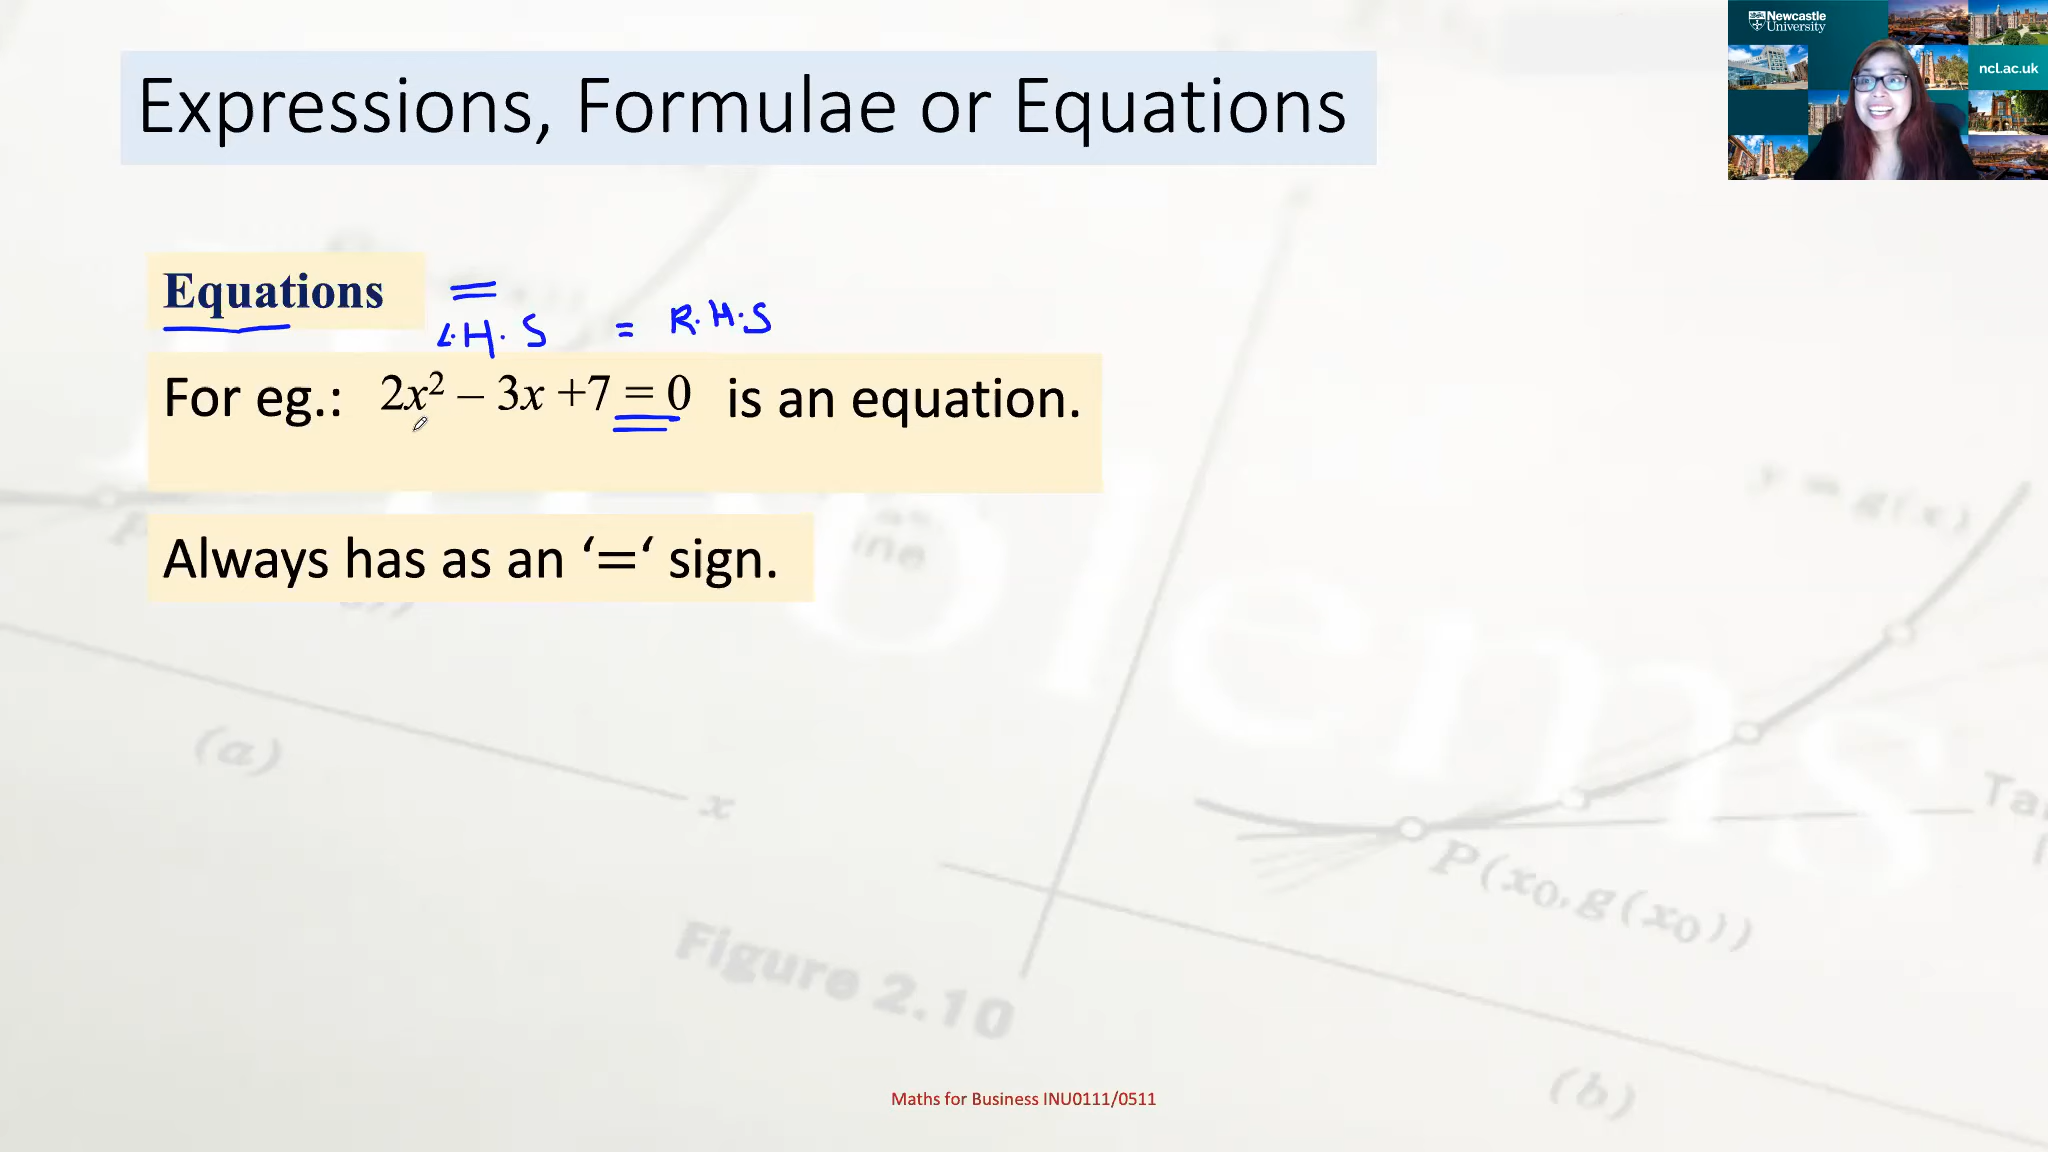 Newcastle
University
ncl.ac.uk
Expressions, Formulae or Equations
Equations =
L.H.S = R.H.S
For eg.: 2x² – 3x +7 = 0 is an equation.
Always has as an ‘=‘ sign.
y = g(x)
(a)
x
P(x₀, g(x₀))
Figure 2.10
(b)
Maths for Business INU0111/0511